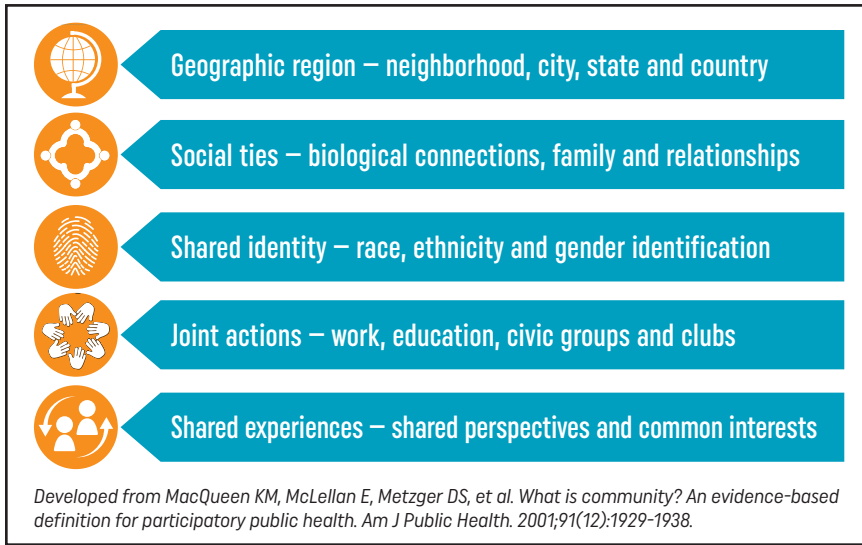 Geographic region — neighborhood, city, state and country
Social ties — biological connections, family and relationships
Shared identity — race, ethnicity and gender identification
Joint actions — work, education, civic groups and clubs
Shared experiences — shared perspectives and common interests
Developed from MacQueen KM, McLellan E, Metzger DS, et al. What is community? An evidence-based
definition for participatory public health. Am J Public Health. 2001;91(12):1929-1938.